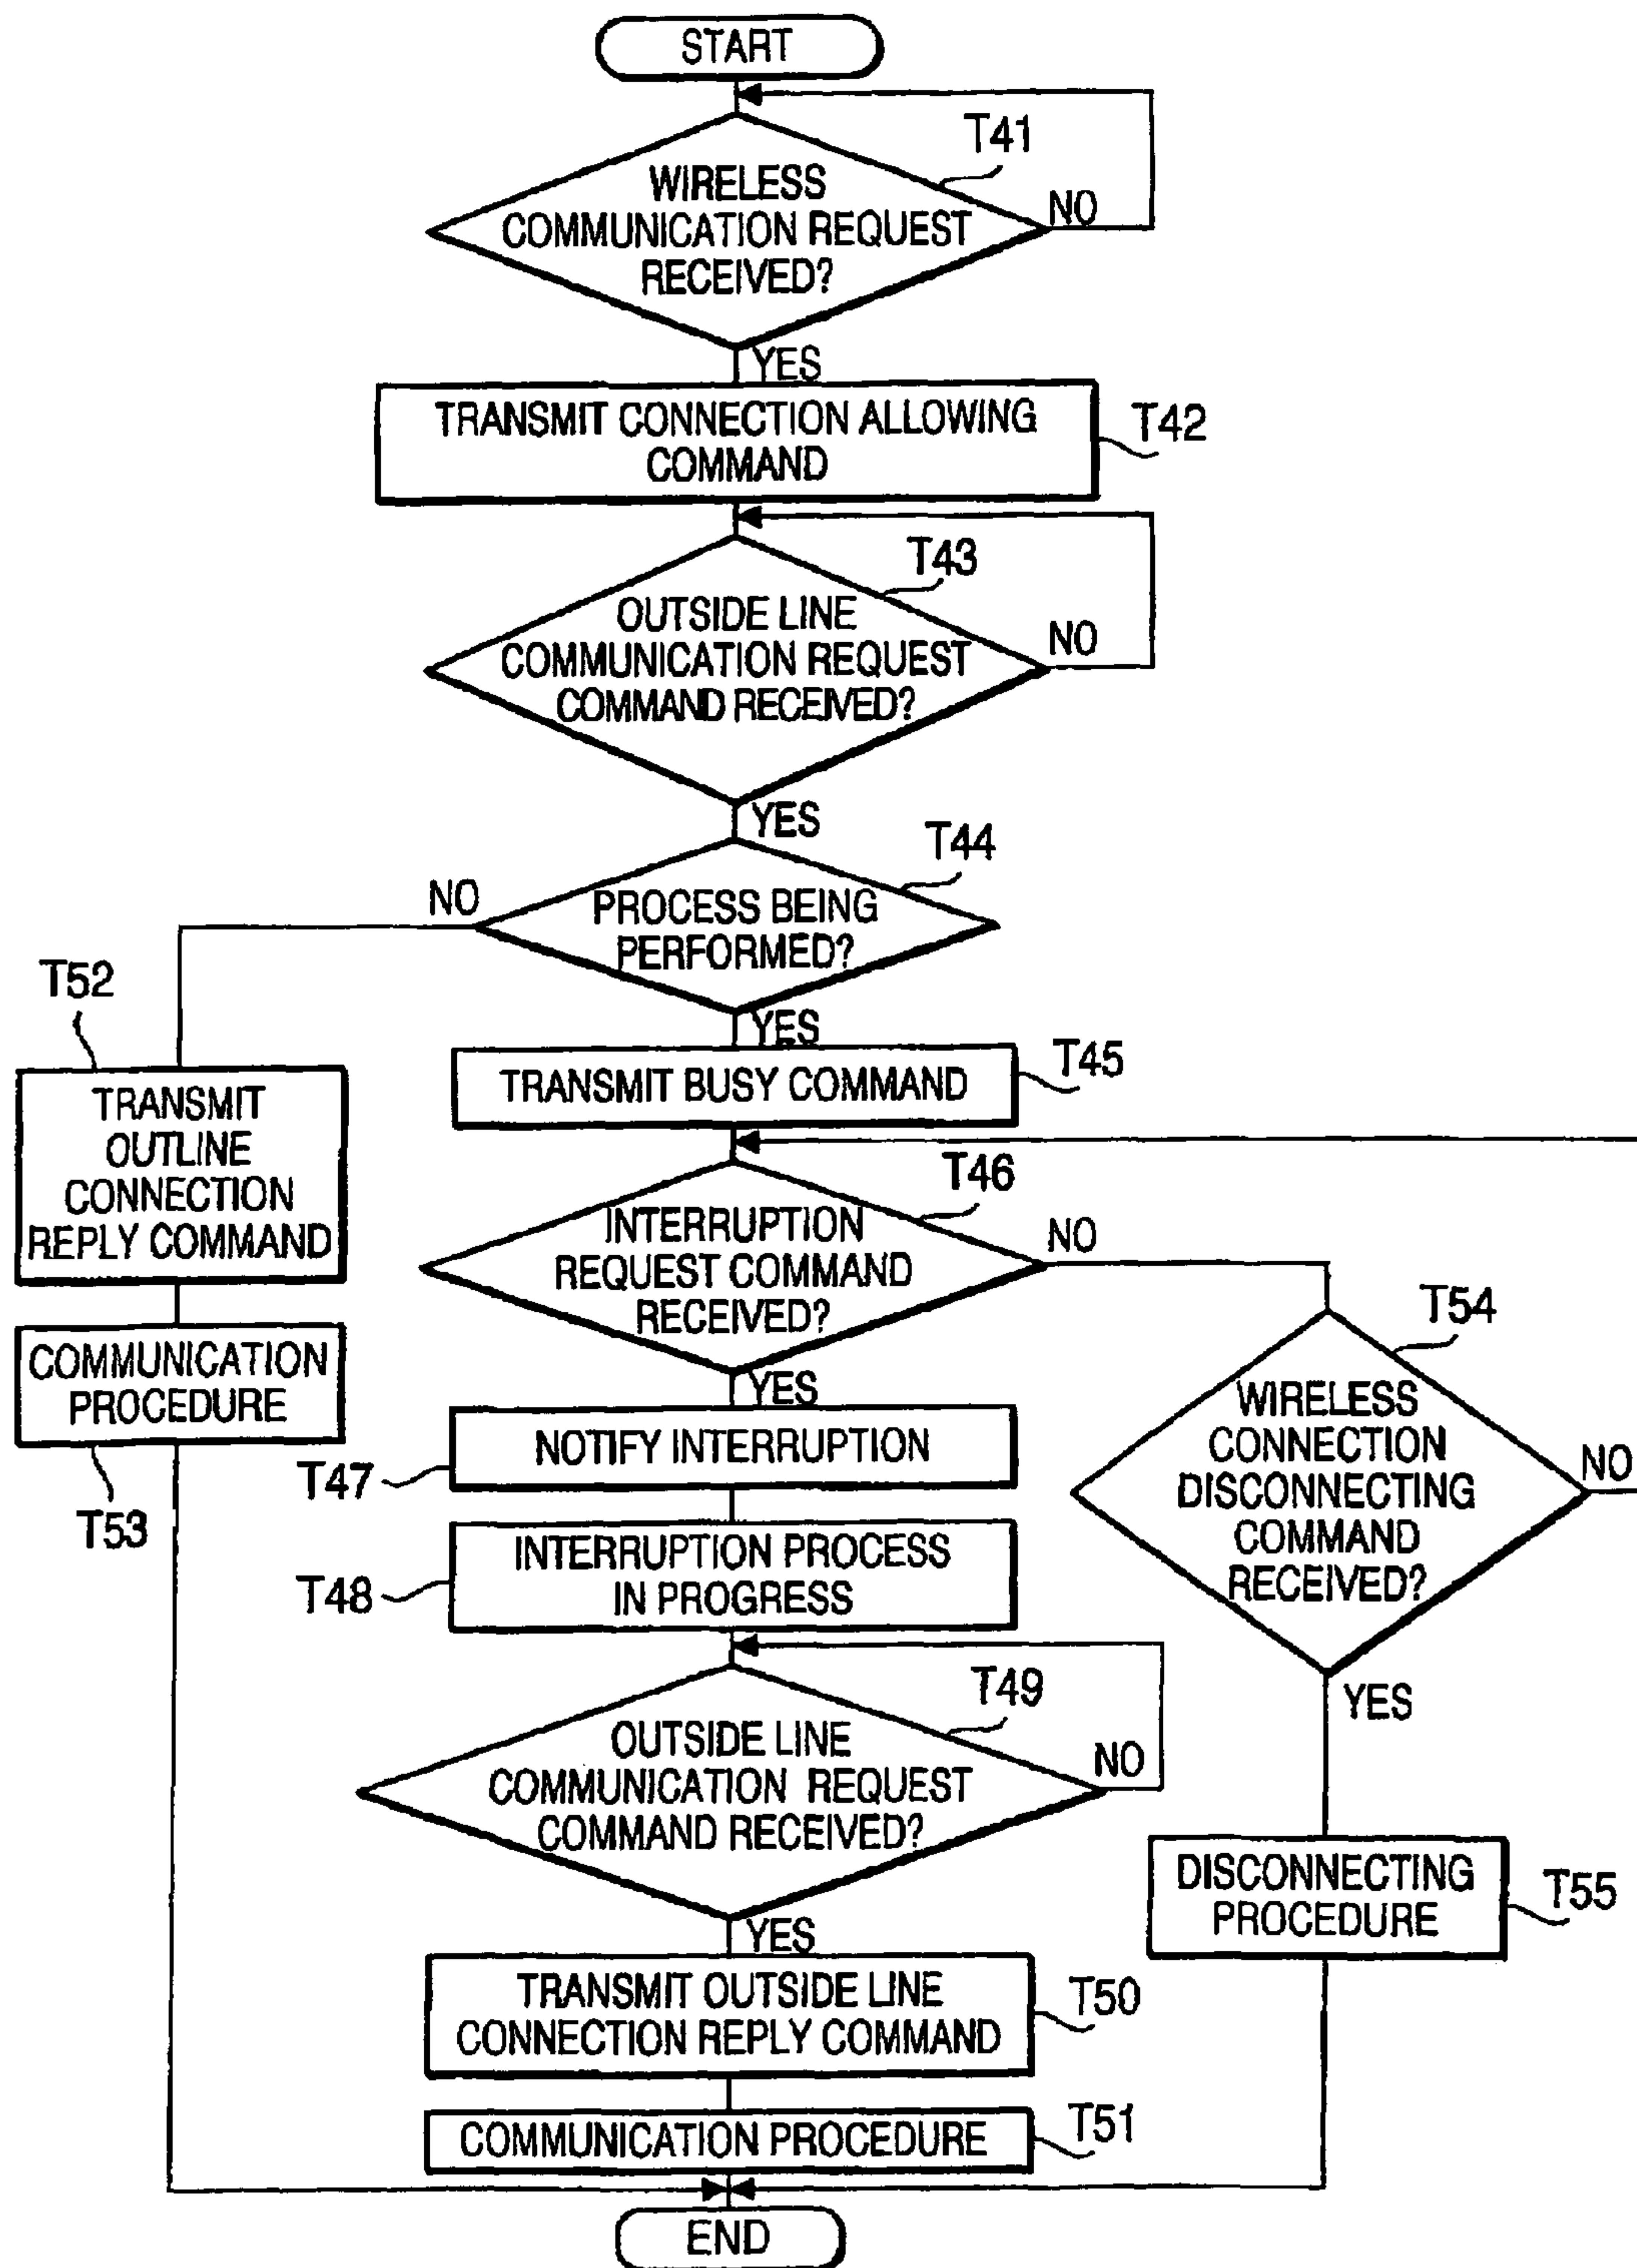 START
T41
WIRELESS
COMMUNICATION REQUEST
RECEIVED?
NO
YES
TRANSMIT CONNECTION ALLOWING
COMMAND
T42
T43
OUTSIDE LINE
COMMUNICATION REQUEST
COMMAND RECEIVED?
NO
YES
T44
NO
PROCESS BEING
PERFORMED?
YES
T52
TRANSMIT
OUTLINE
CONNECTION
REPLY COMMAND
COMMUNICATION
PROCEDURE
T53
TRANSMIT BUSY COMMAND
T45
T46
INTERRUPTION
REQUEST COMMAND
RECEIVED?
NO
YES
NOTIFY INTERRUPTION
T47
INTERRUPTION PROCESS
IN PROGRESS
T48
T54
WIRELESS
CONNECTION
DISCONNECTING
COMMAND
RECEIVED?
NO
YES
T49
OUTSIDE LINE
COMMUNICATION REQUEST
COMMAND RECEIVED?
NO
YES
DISCONNECTING
PROCEDURE
T55
TRANSMIT OUTSIDE LINE
CONNECTION REPLY COMMAND
T50
COMMUNICATION PROCEDURE
T51
END